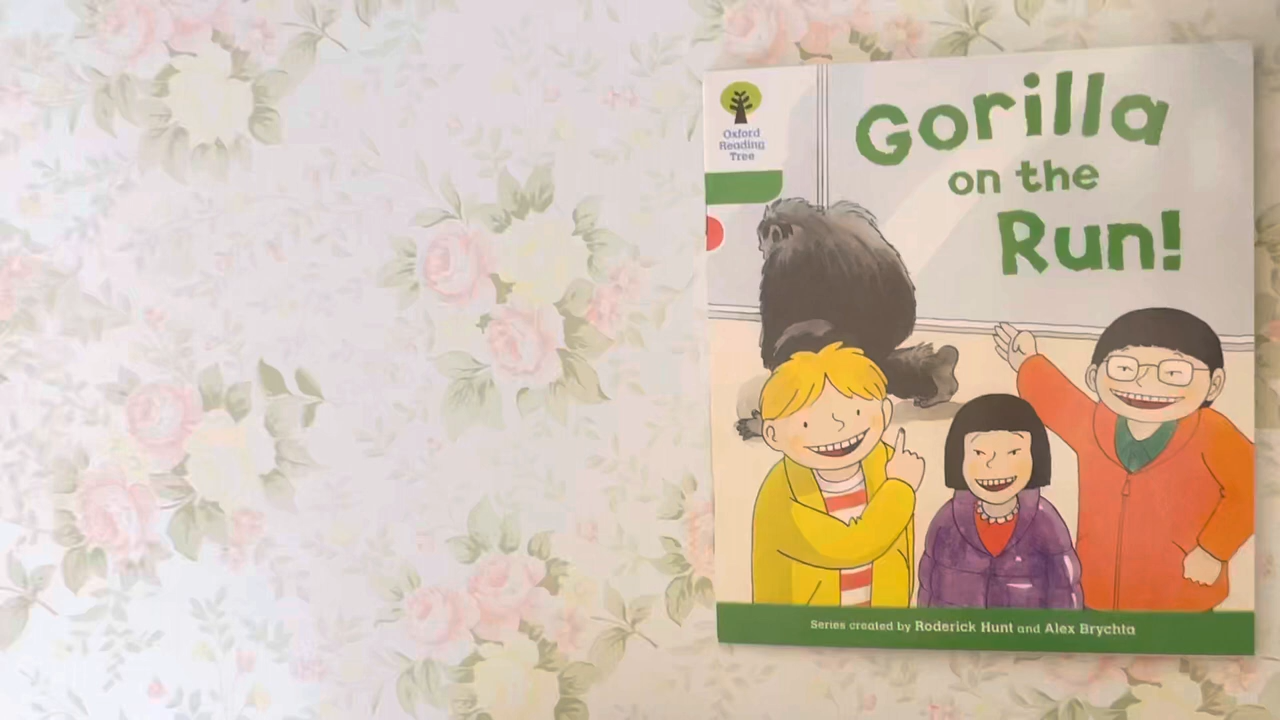 Oxford
Reading
Tree
Gorilla
on the
Run!
Series created by Roderick Hunt and Alex Brychta